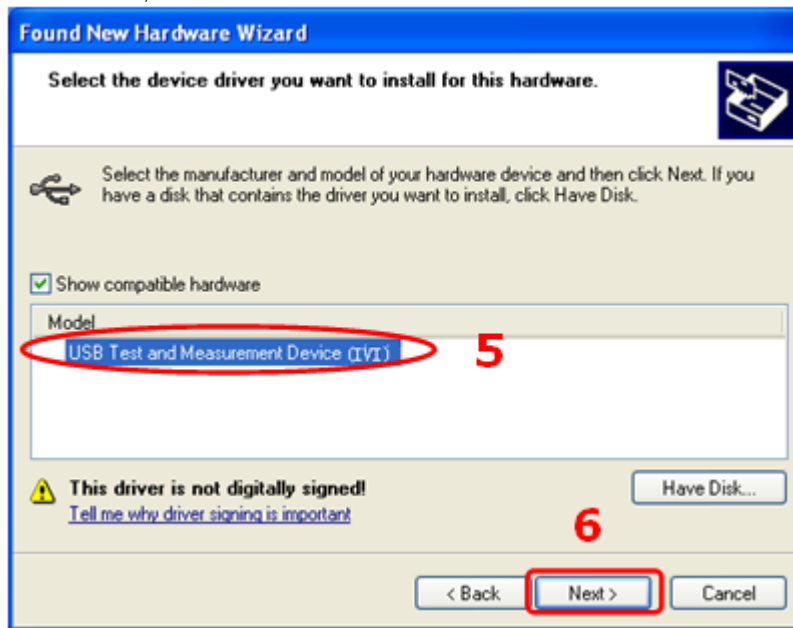 Found New Hardware Wizard
Select the device driver you want to install for this hardware.
Select the manufacturer and model of your hardware device and then click Next. If you
have a disk that contains the driver you want to install, click Have Disk.
Show compatible hardware
Model
USB Test and Measurement Device (IVI)
5
This driver is not digitally signed!
Have Disk...
Tell me why driver signing is important
6
< Back
Next >
Cancel